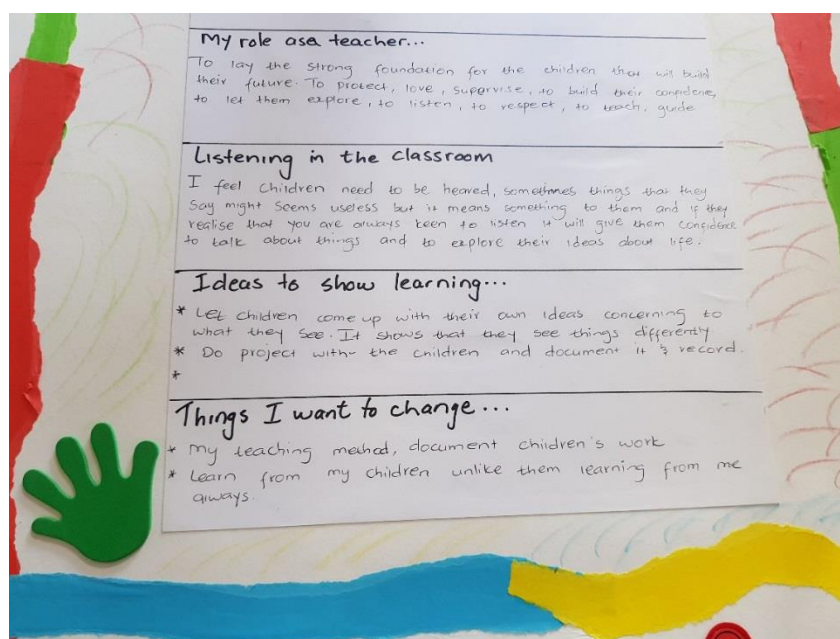 My role as a teacher...
To lay the strong foundation for the children that will build
their future. To protect, love, supervise, to build their confidence,
to let them explore, to listen, to respect, to teach, guide
Listening in the classroom
I feel children need to be heared, sometimes things that they
Say might seems useless but it means something to them and if they
realise that you are always keen to listen it will give them confidence
to talk about things and to explore their ideas about life.
Ideas to show learning...
* Let children come up with their own ideas concerning to
what they see. It shows that they see things differently
* Do project with the children and document it & record.
*
Things I want to change...
* My teaching method, document children's work
* Learn from my children unlike them learning from me
always.